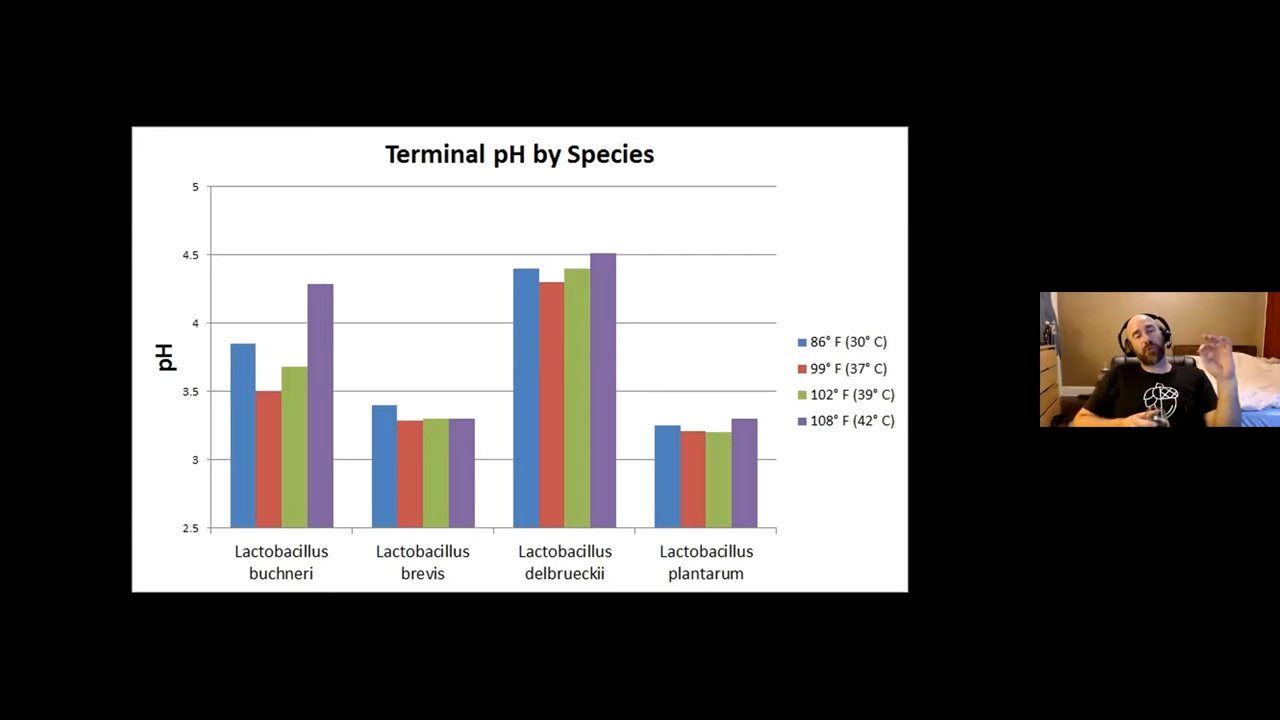 Terminal pH by Species
5
4.5
4
3.5
3
2.5
pH
Lactobacillus
buchneri
Lactobacillus
brevis
Lactobacillus
delbrueckii
Lactobacillus
plantarum
86° F (30° C)
99° F (37° C)
102° F (39° C)
108° F (42° C)